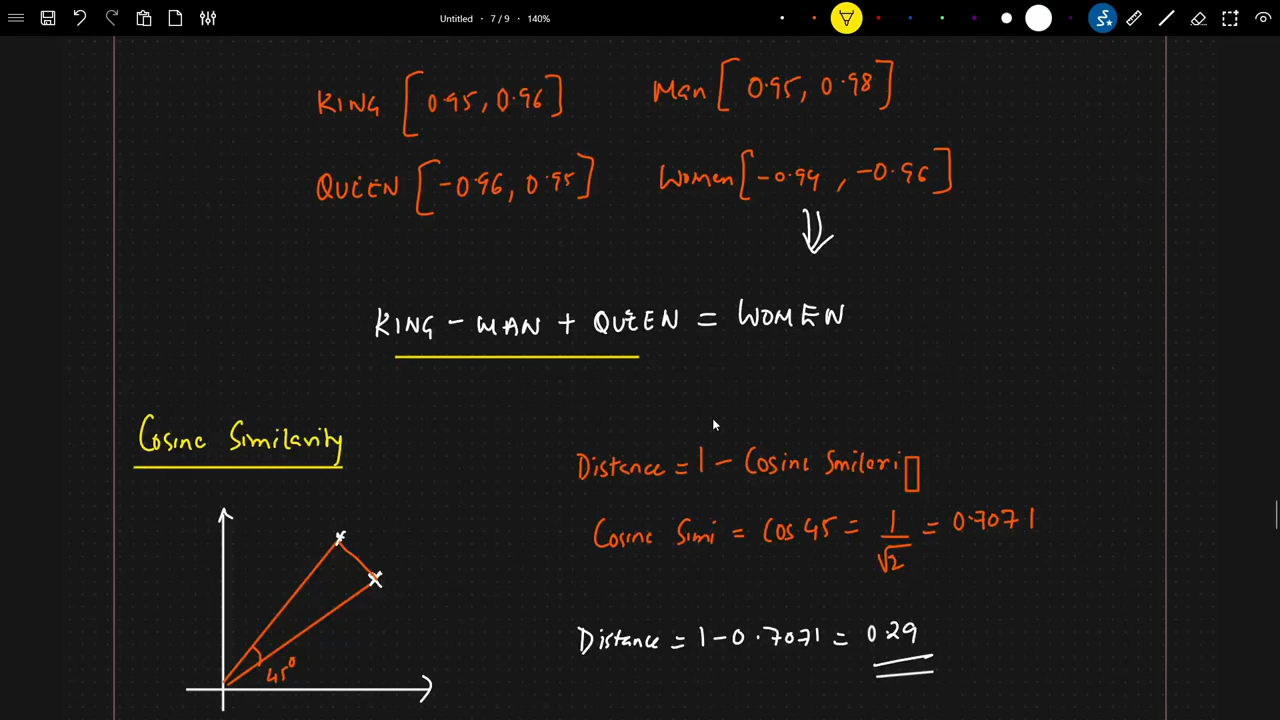 Untitled • 7 / 9 • 140%
KING [0.95, 0.96] Man [0.95, 0.98]
QUEEN [-0.96, 0.95] Women [-0.94, -0.96]
KING - MAN + QUEEN = WOMEN
Cosine Similarity
Distance = 1 - Cosine Smilari
Cosine Simi = Cos 45 = 1/√2 = 0.7071
Distance = 1 - 0.7071 = 0.29
45°